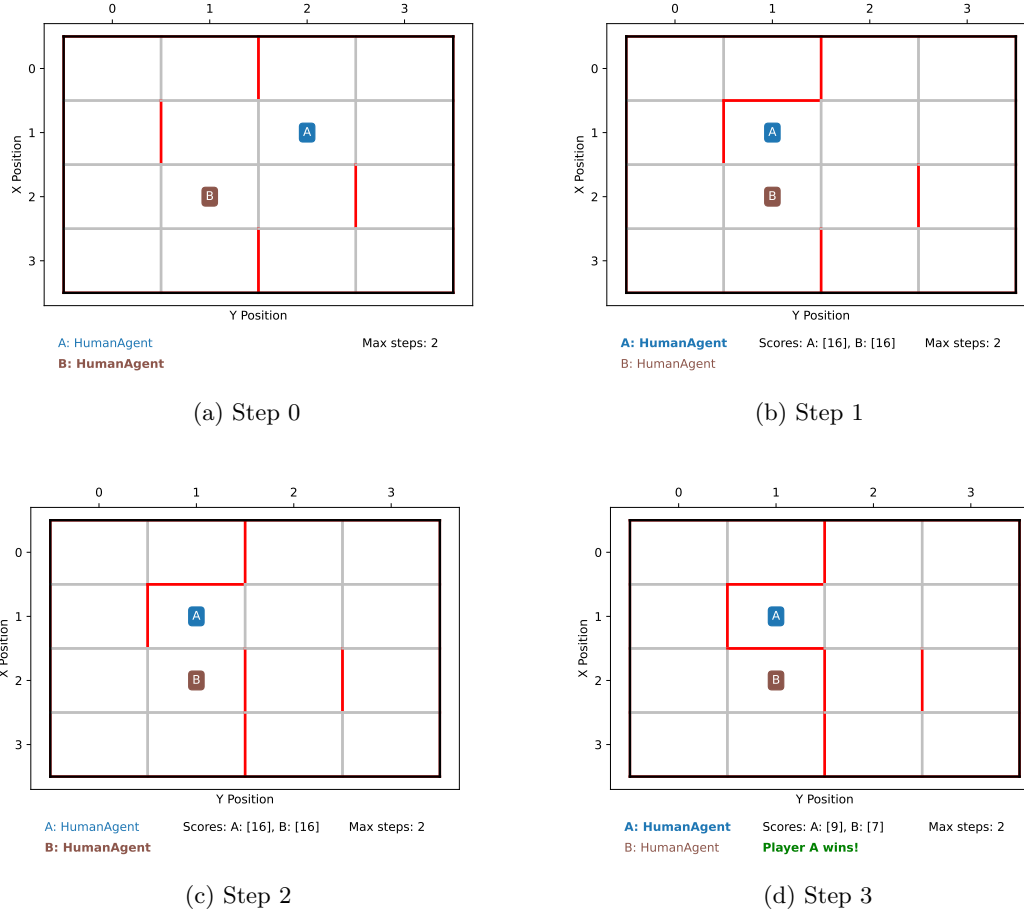 0 1 2 3
0
1
2
3
X Position
A
B
Y Position
A: HumanAgent Max steps: 2
B: HumanAgent
(a) Step 0
0 1 2 3
0
1
2
3
X Position
A
B
Y Position
A: HumanAgent Scores: A: [16], B: [16] Max steps: 2
B: HumanAgent
(b) Step 1
0 1 2 3
0
1
2
3
X Position
A
B
Y Position
A: HumanAgent Scores: A: [16], B: [16] Max steps: 2
B: HumanAgent
(c) Step 2
0 1 2 3
0
1
2
3
X Position
A
B
Y Position
A: HumanAgent Scores: A: [9], B: [7] Max steps: 2
B: HumanAgent Player A wins!
(d) Step 3